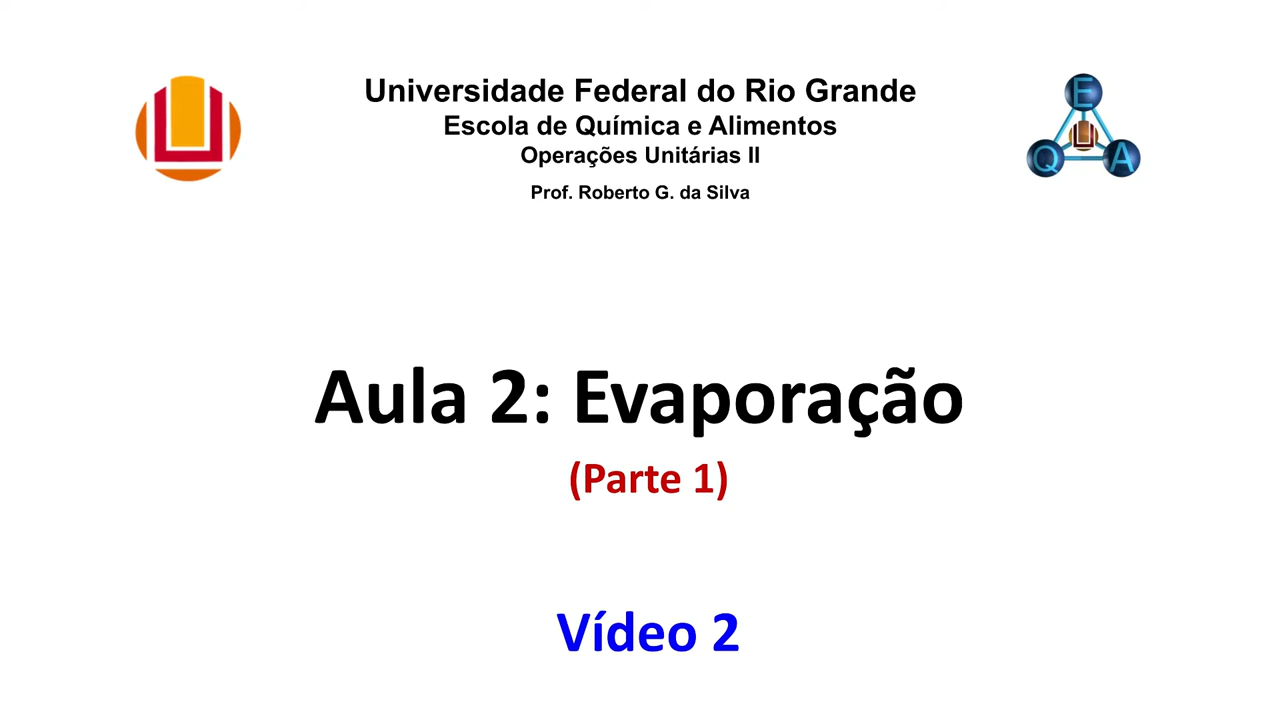 Universidade Federal do Rio Grande
Escola de Química e Alimentos
Operações Unitárias II
Prof. Roberto G. da Silva
E
Q A
Aula 2: Evaporação
(Parte 1)
Vídeo 2